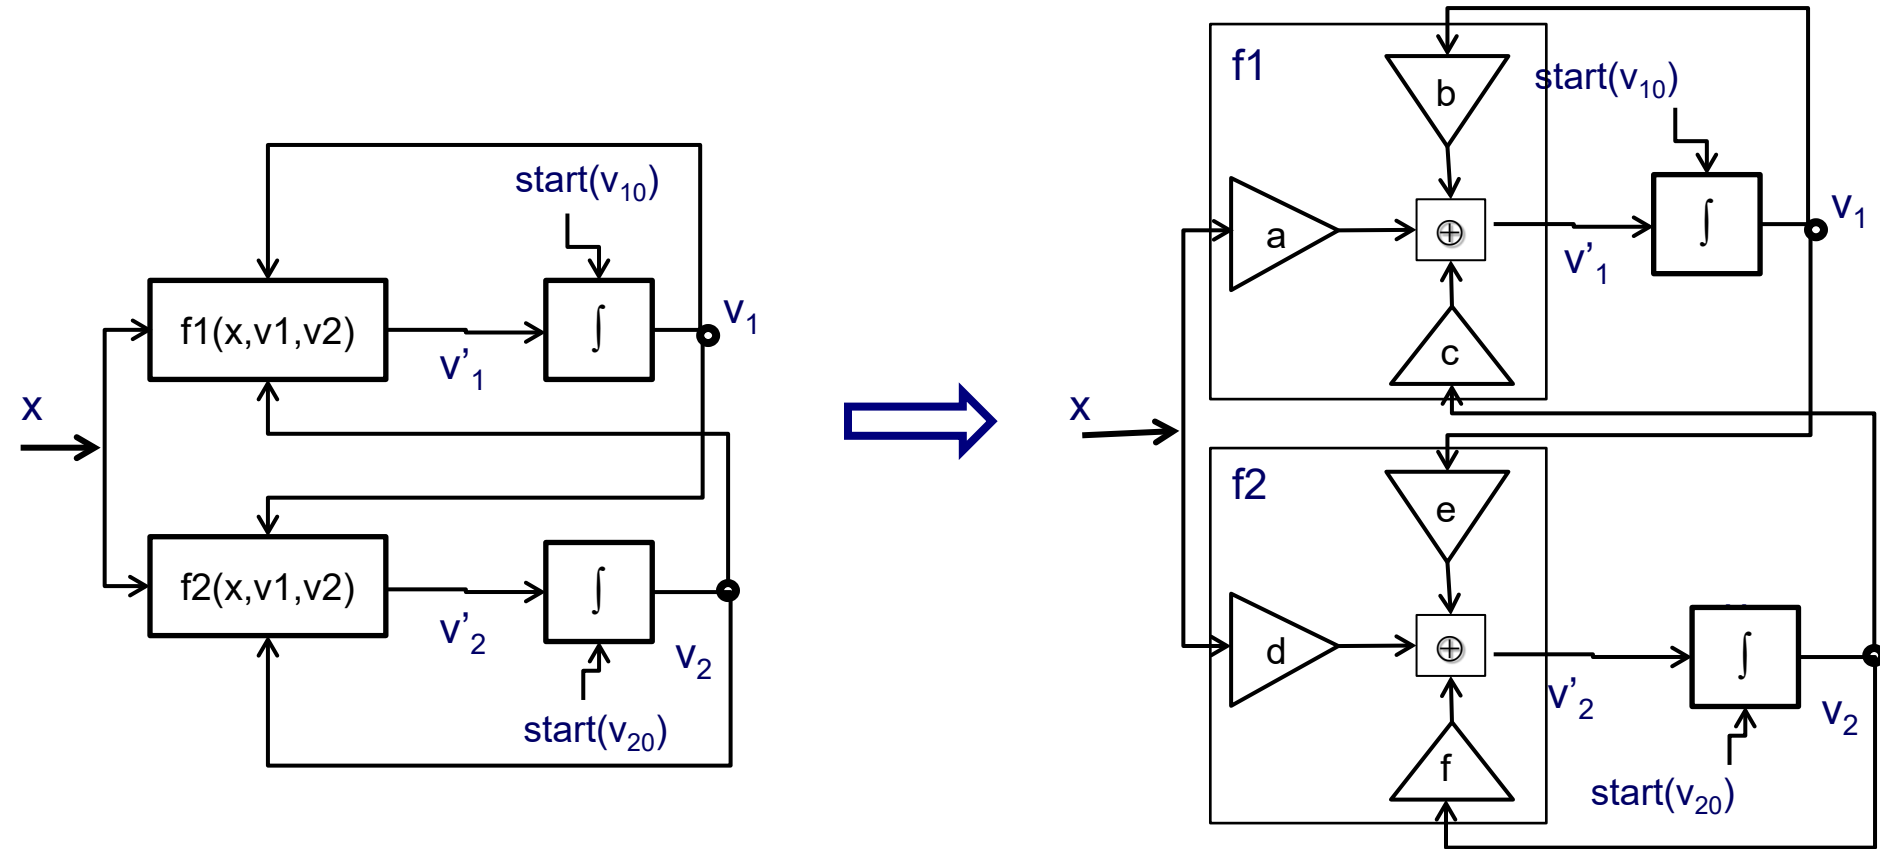 start(v₁₀)
v₁
f1(x,v1,v2)
∫
v’₁
x
f2(x,v1,v2)
∫
v’₂
v₂
start(v₂₀)
f1
b
start(v₁₀)
a
⊕
∫
v₁
v’₁
c
x
f2
e
d
⊕
∫
v’₂
v₂
f
start(v₂₀)